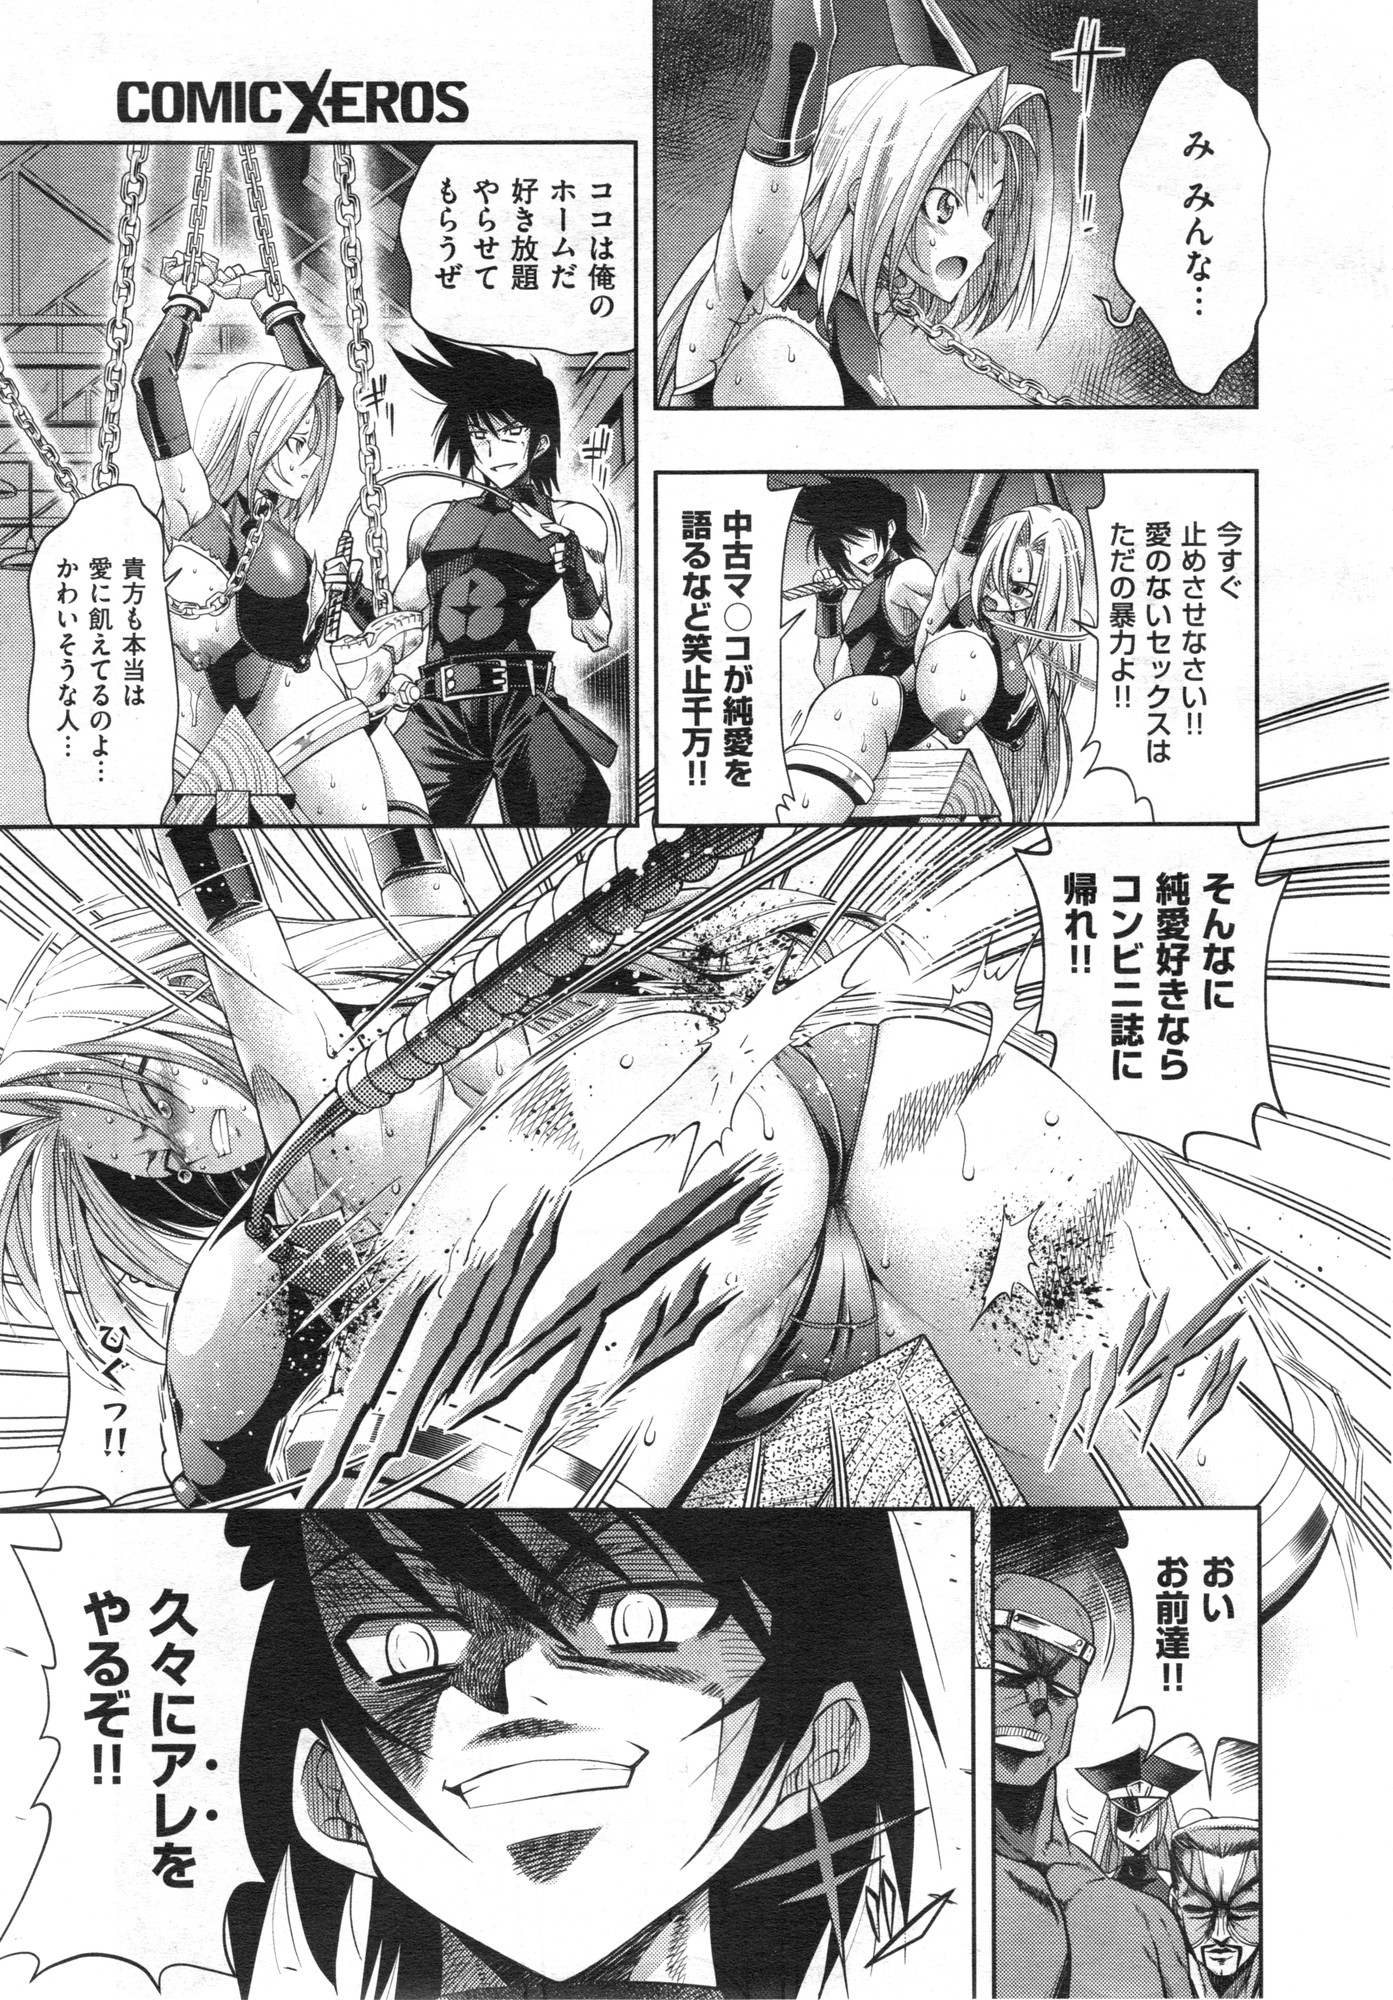 COMIC X-EROS
み みんな…
ココは俺の
ホームだ
好き放題
やらせて
もらうぜ
貴方も本当は
愛に飢えてるのよ…
かわいそうな人…
今すぐ
止めさせなさい!!
愛のないセックスは
ただの暴力よ!!
中古マ○コが純愛を
語るなど笑止千万!!
そんなに
純愛好きなら
コンビニ誌に
帰れ!!
ひぐっ!!
おい
お前達!!
久々にアレを
やるぞ!!